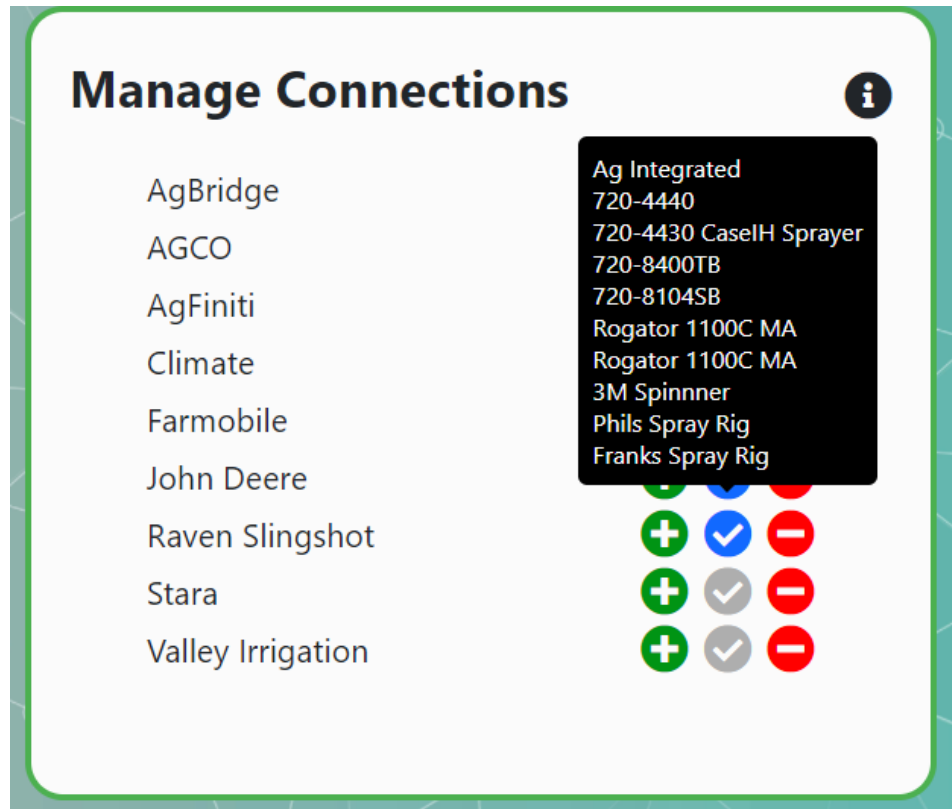 Manage Connections
AgBridge
AGCO
AgFiniti
Climate
Farmobile
John Deere
Raven Slingshot
Stara
Valley Irrigation
Ag Integrated
720-4440
720-4430 CaseIH Sprayer
720-8400TB
720-8104SB
Rogator 1100C MA
Rogator 1100C MA
3M Spinnner
Phils Spray Rig
Franks Spray Rig